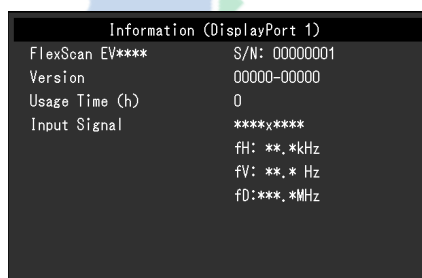 Information (DisplayPort 1)
FlexScan EV**** S/N: 00000001
Version 00000-00000
Usage Time (h) 0
Input Signal ****x****
fH: **.*kHz
fV: **.* Hz
fD:***.*MHz